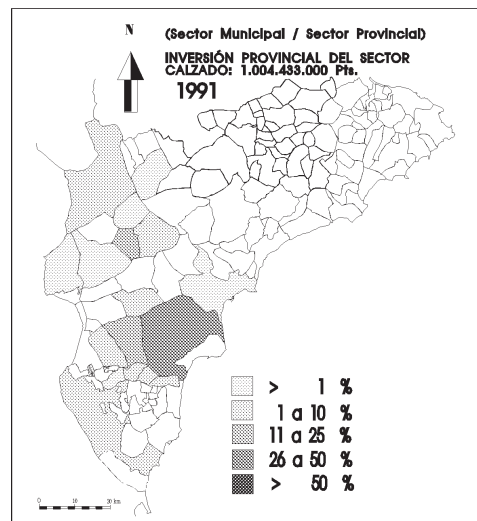 N
(Sector Municipal / Sector Provincial)
INVERSIÓN PROVINCIAL DEL SECTOR
CALZADO: 1.004.433.000 Pts.
1991
> 1 %
1 a 10 %
11 a 25 %
26 a 50 %
> 50 %
0 10 20 km